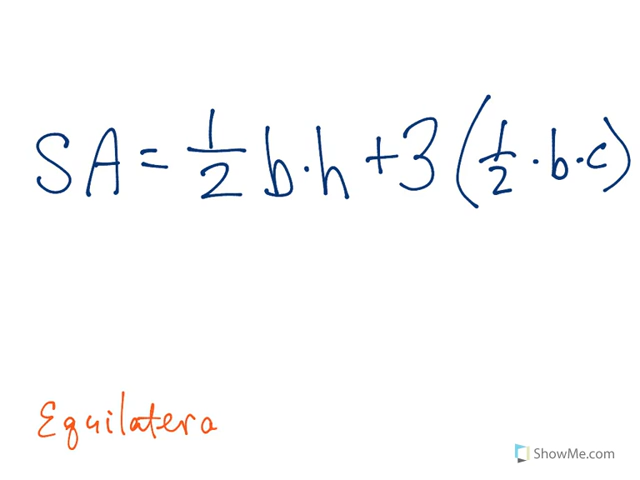 SA = 1/2 b · h + 3 (1/2 · b · c)
Equilatera
ShowMe.com